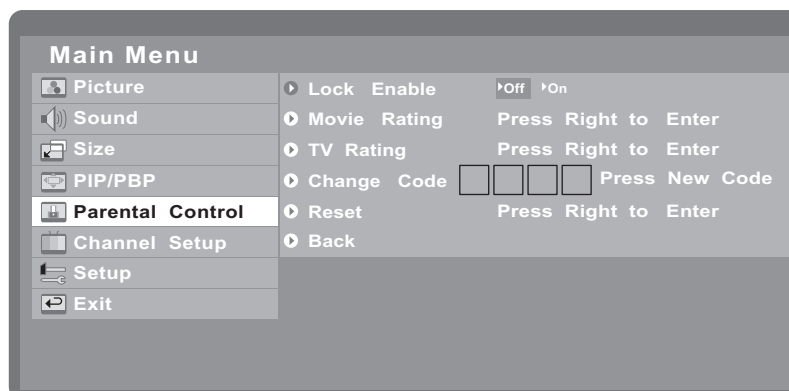 Main Menu
Picture
Sound
Size
PIP/PBP
Parental Control
Channel Setup
Setup
Exit
Lock Enable Off On
Movie Rating Press Right to Enter
TV Rating Press Right to Enter
Change Code Press New Code
Reset Press Right to Enter
Back